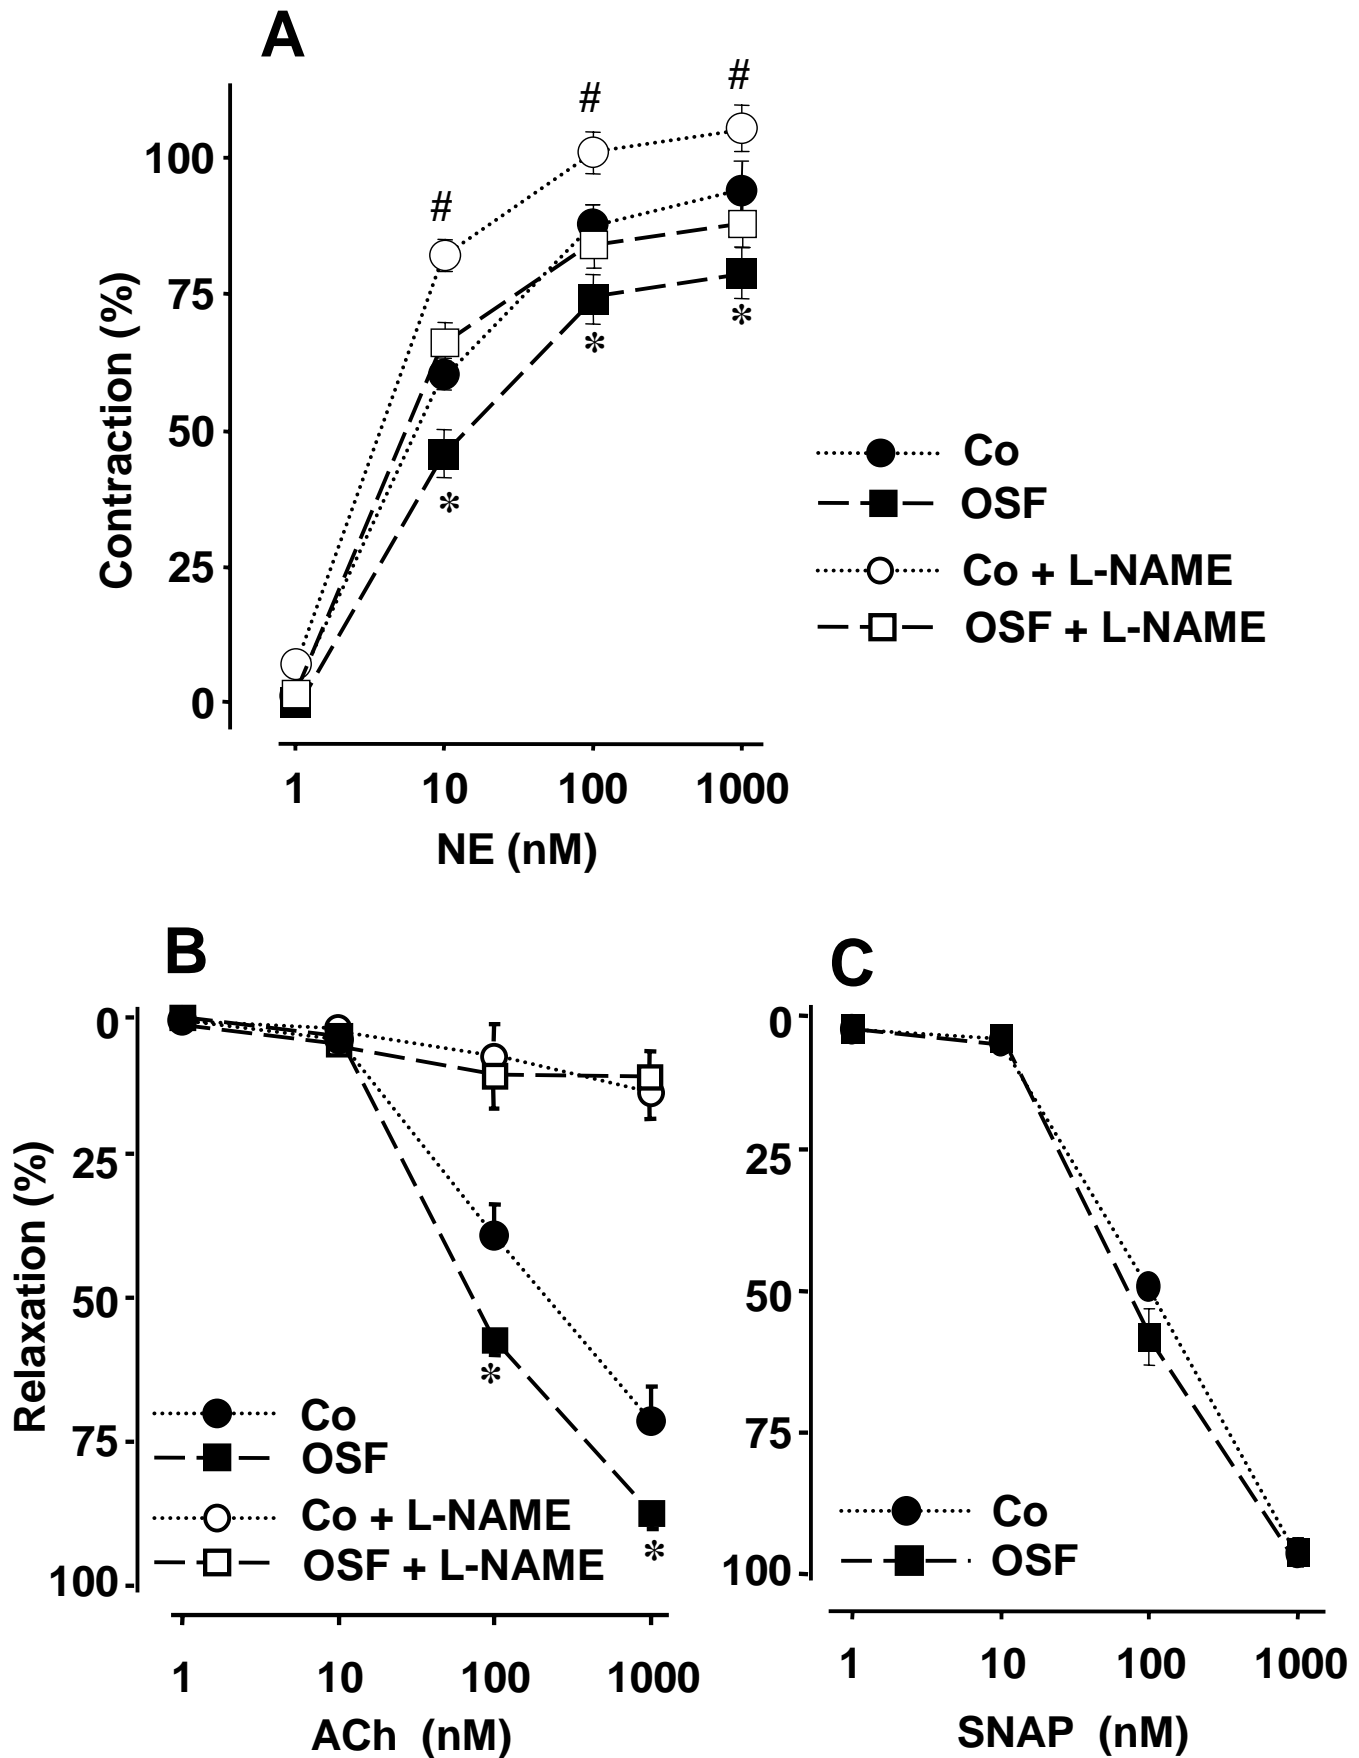 A
#
#
#
100
75
50
25
0
Contraction (%)
*
*
*
Co
OSF
Co + L-NAME
OSF + L-NAME
1 10 100 1000
NE (nM)
B
0
25
50
75
100
Relaxation (%)
*
*
Co
OSF
Co + L-NAME
OSF + L-NAME
1 10 100 1000
ACh (nM)
C
0
25
50
75
100
Co
OSF
1 10 100 1000
SNAP (nM)